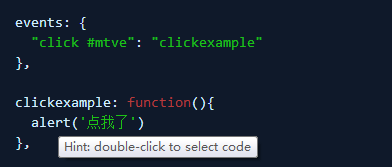 events: {
"click #mtve": "clickexample"
},
clickexample: function(){
alert('点我了')
},
Hint: double-click to select code